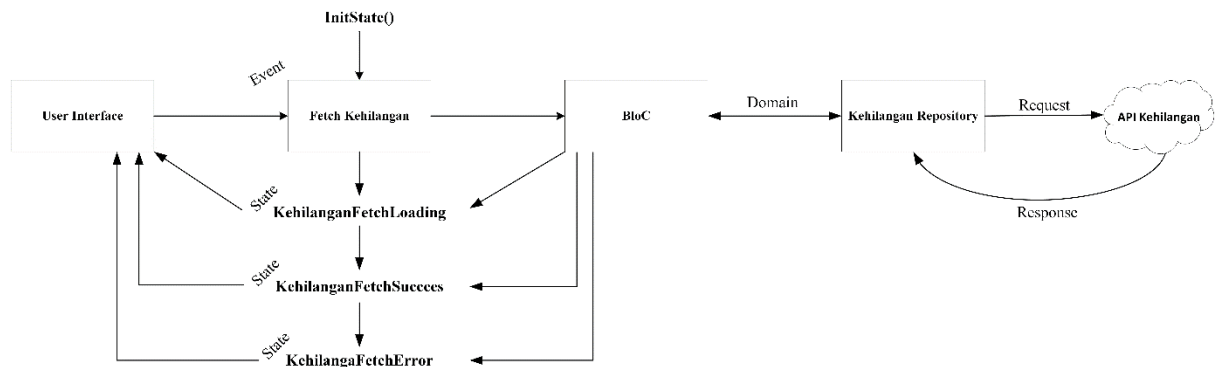 InitState()
Event
User Interface
Fetch Kehilangan
BloC
Domain
Kehilangan Repository
Request
API Kehilangan
Response
State
KehilanganFetchLoading
State
KehilanganFetchSuccees
State
KehilangaFetchError